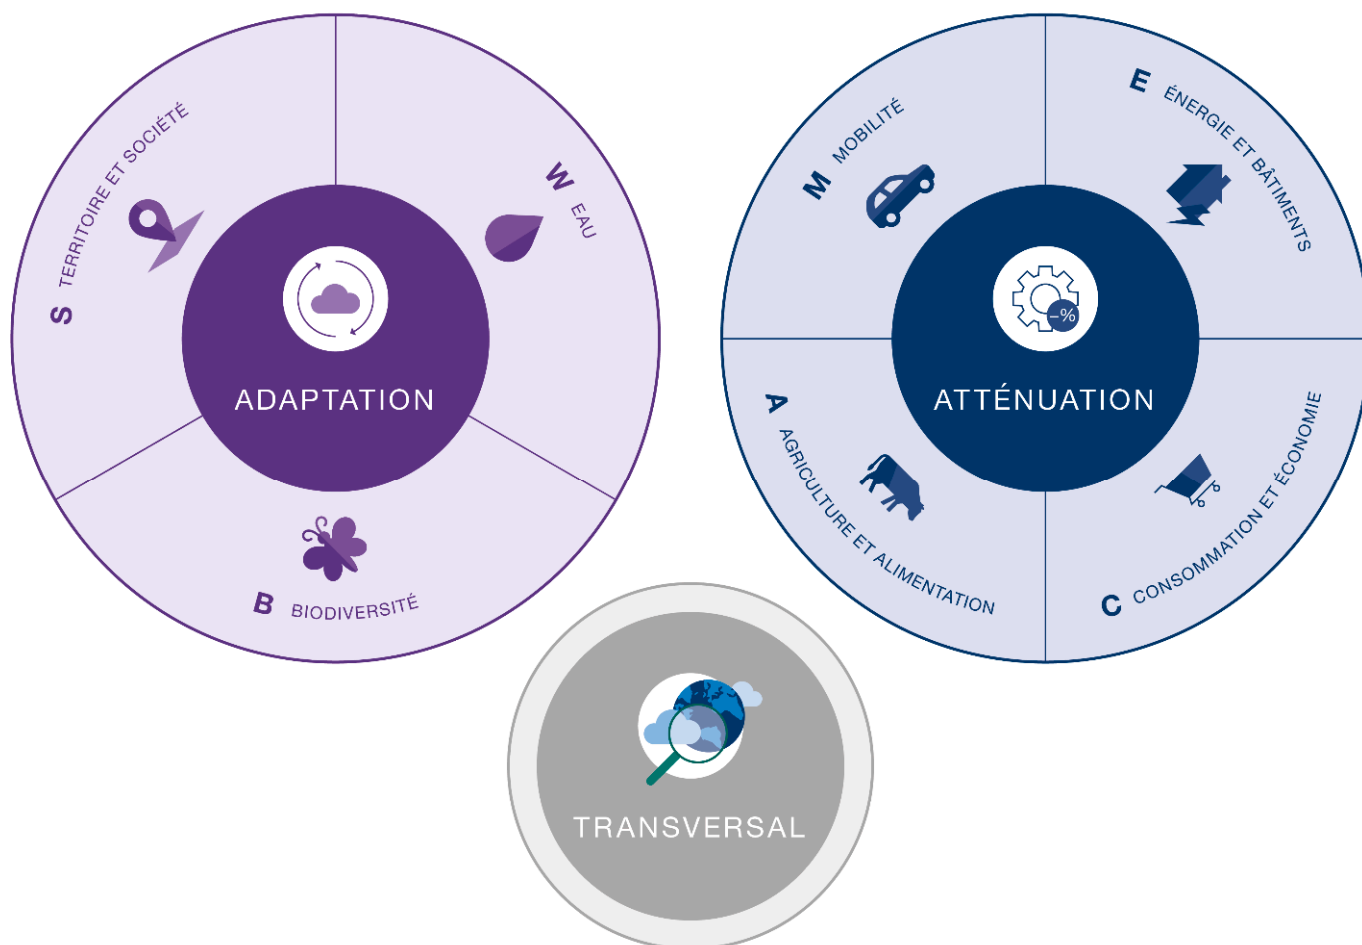 S TERRITOIRE ET SOCIÉTÉ
W EAU
B BIODIVERSITÉ
ADAPTATION
M MOBILITÉ
E ÉNERGIE ET BÂTIMENTS
A AGRICULTURE ET ALIMENTATION
C CONSOMMATION ET ÉCONOMIE
–%
ATTÉNUATION
TRANSVERSAL